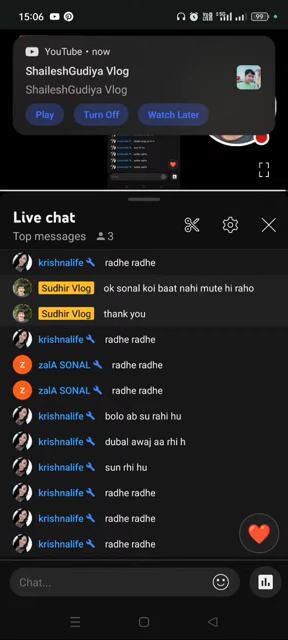 15:06
99
YouTube • now
ShaileshGudiya Vlog
ShaileshGudiya Vlog
Play Turn Off Watch Later
Live chat
Top messages 3
krishnalife radhe radhe
Sudhir Vlog ok sonal koi baat nahi mute hi raho
Sudhir Vlog thank you
krishnalife radhe radhe
Z zalA SONAL radhe radhe
Z zalA SONAL radhe radhe
krishnalife bolo ab su rahi hu
krishnalife dubal awaj aa rhi h
krishnalife sun rhi hu
krishnalife radhe radhe
krishnalife radhe radhe
krishnalife radhe radhe
Chat...